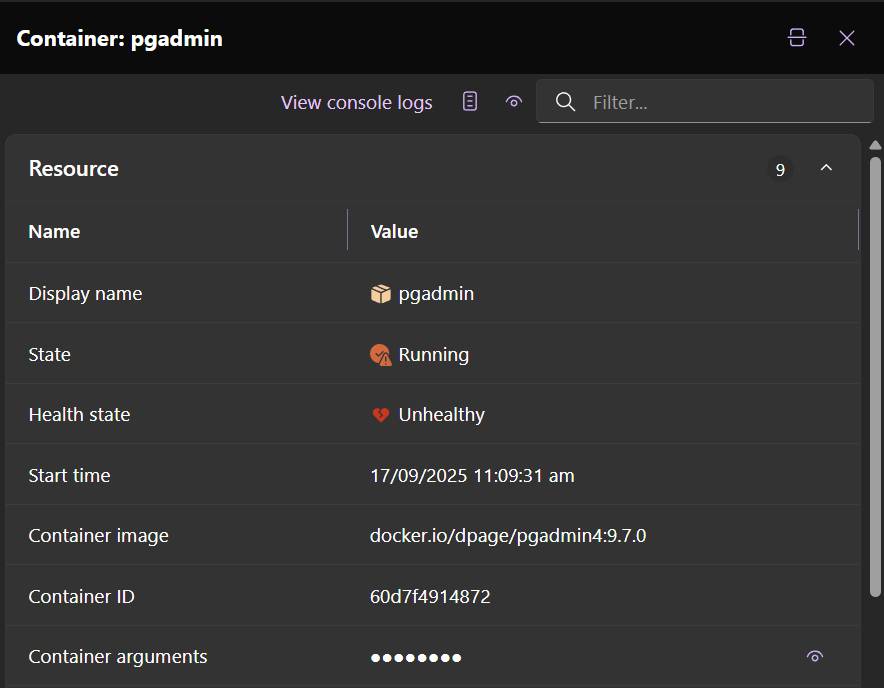 Container: pgadmin
View console logs
Filter...
Resource 9
Name Value
Display name pgadmin
State Running
Health state Unhealthy
Start time 17/09/2025 11:09:31 am
Container image docker.io/dpage/pgadmin4:9.7.0
Container ID 60d7f4914872
Container arguments ●●●●●●●●